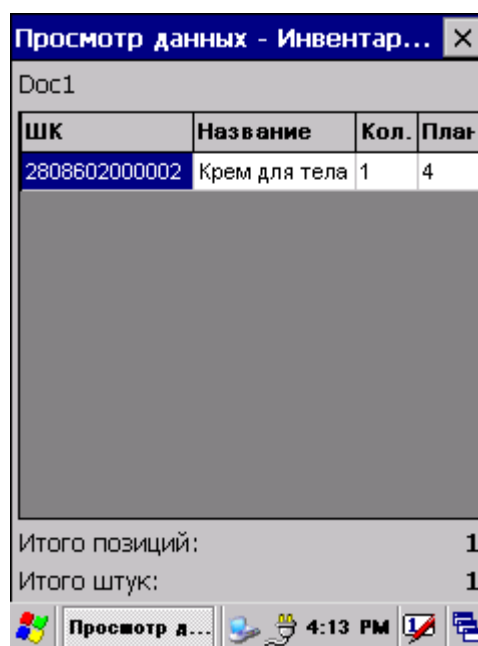 Просмотр данных - Инвентар...
Doc1
ШК Название Кол. План
2808602000002 Крем для тела 1 4
Итого позиций: 1
Итого штук: 1
Просмотр д... 4:13 PM